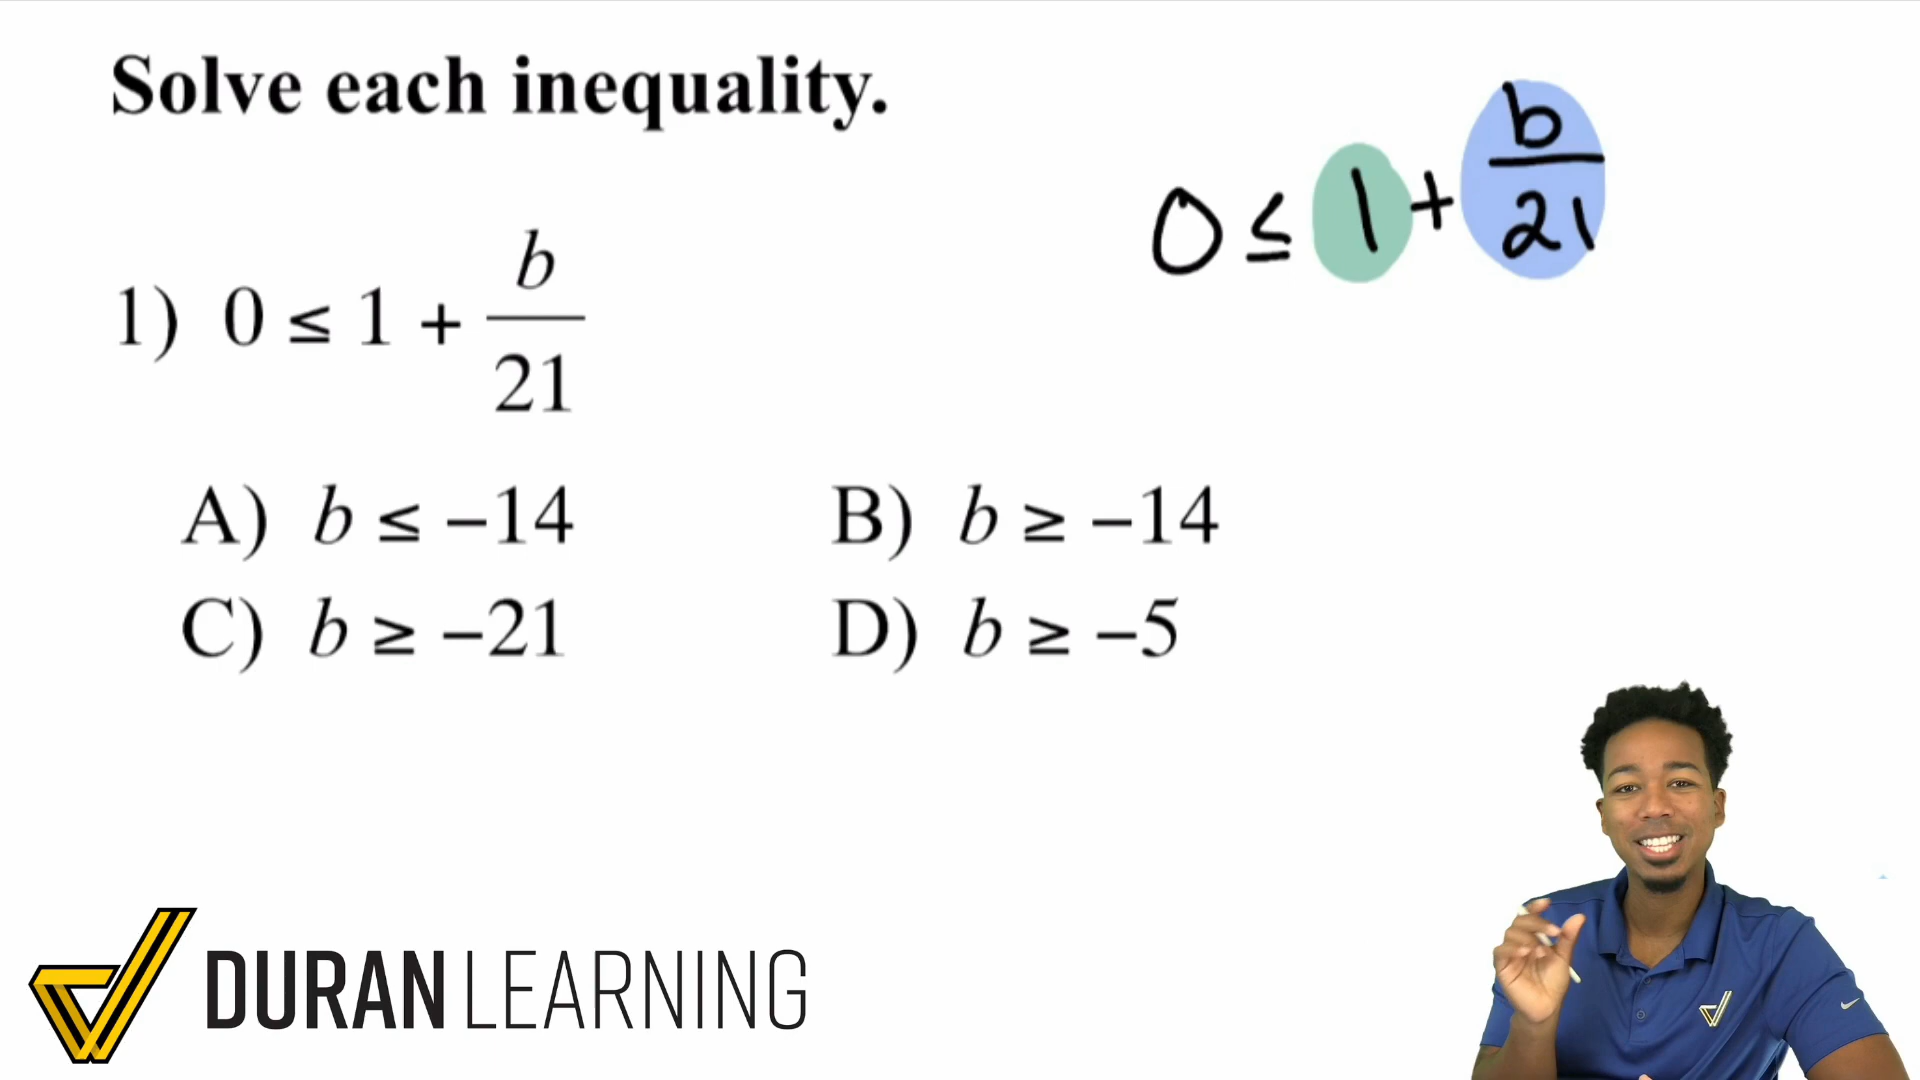 Solve each inequality.
1) 0 ≤ 1 + b/21
A) b ≤ −14
B) b ≥ −14
C) b ≥ −21
D) b ≥ −5
0 ≤ 1 + b/21
DURAN LEARNING